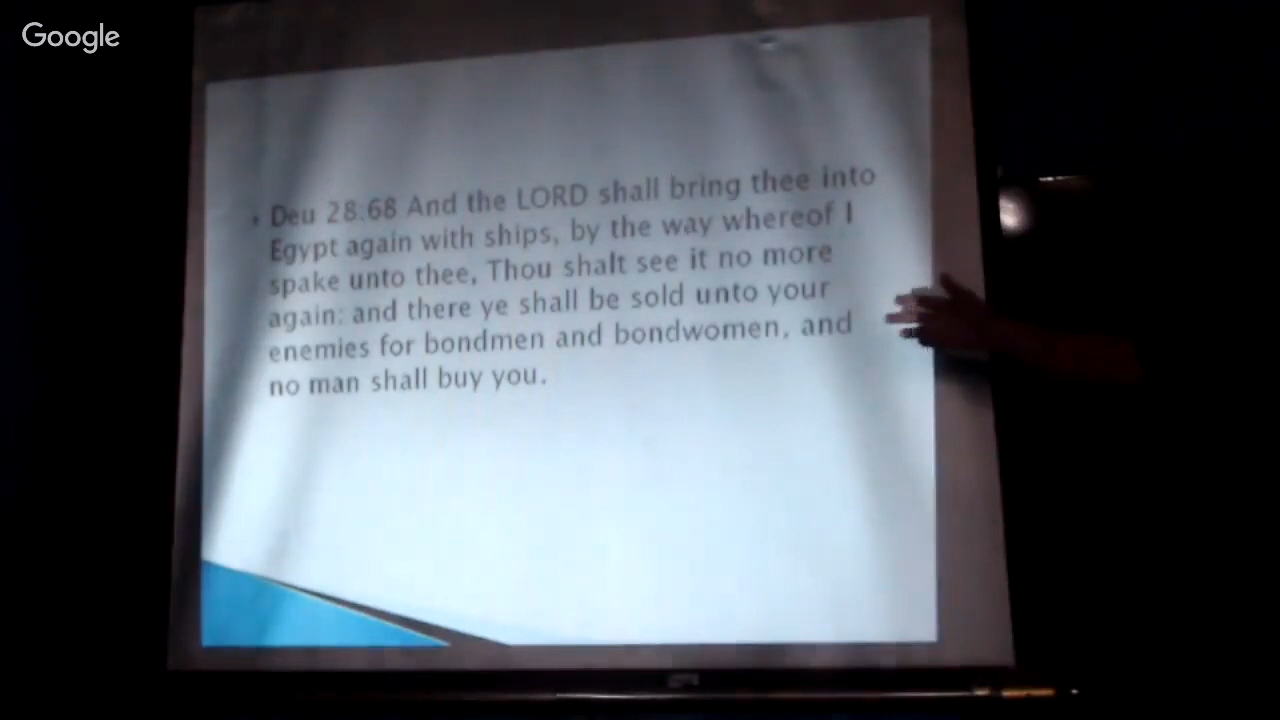 Google
• Deu 28:68 And the LORD shall bring thee into
Egypt again with ships, by the way whereof I
spake unto thee, Thou shalt see it no more
again: and there ye shall be sold unto your
enemies for bondmen and bondwomen, and
no man shall buy you.